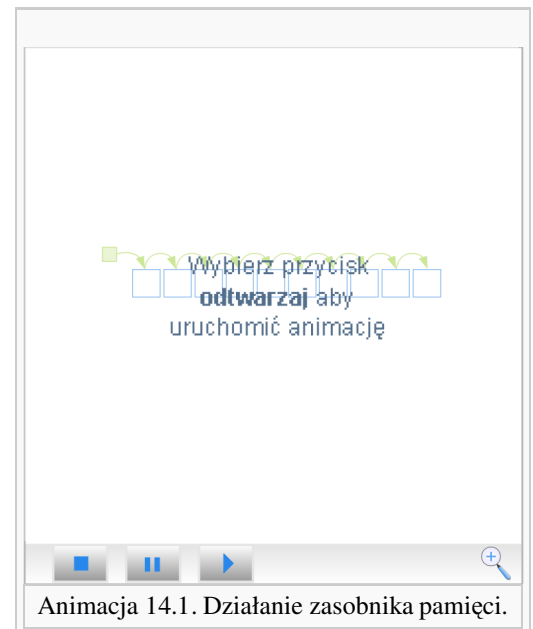 Wybierz przycisk
odtwarzaj aby
uruchomić animację
Animacja 14.1. Działanie zasobnika pamięci.